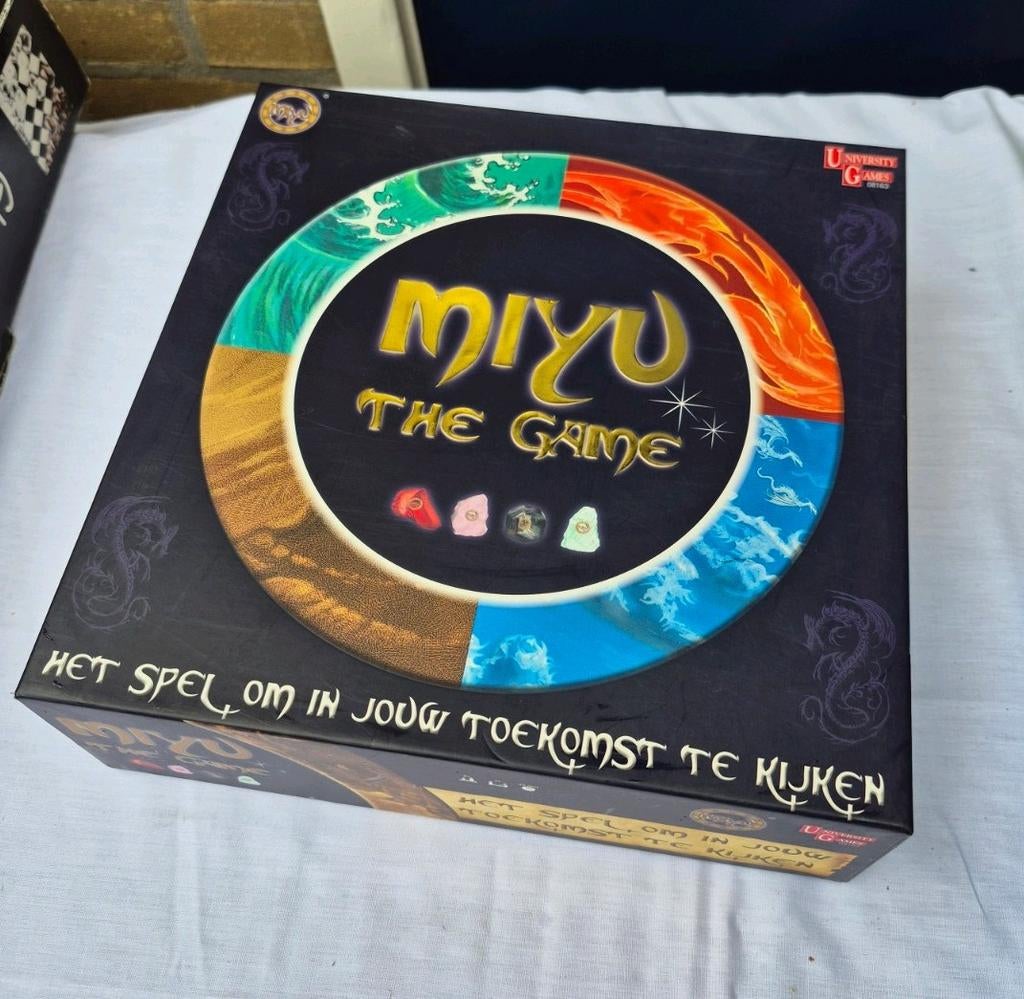 UNIVERSITY
GAMES
08163
MIYU
THE GAME
HET SPEL OM IN JOUW TOEKOMST TE KIJKEN
MIYU
THE GAME
HET SPEL OM IN JOUW
TOEKOMST TE KIJKEN
UNIVERSITY
GAMES